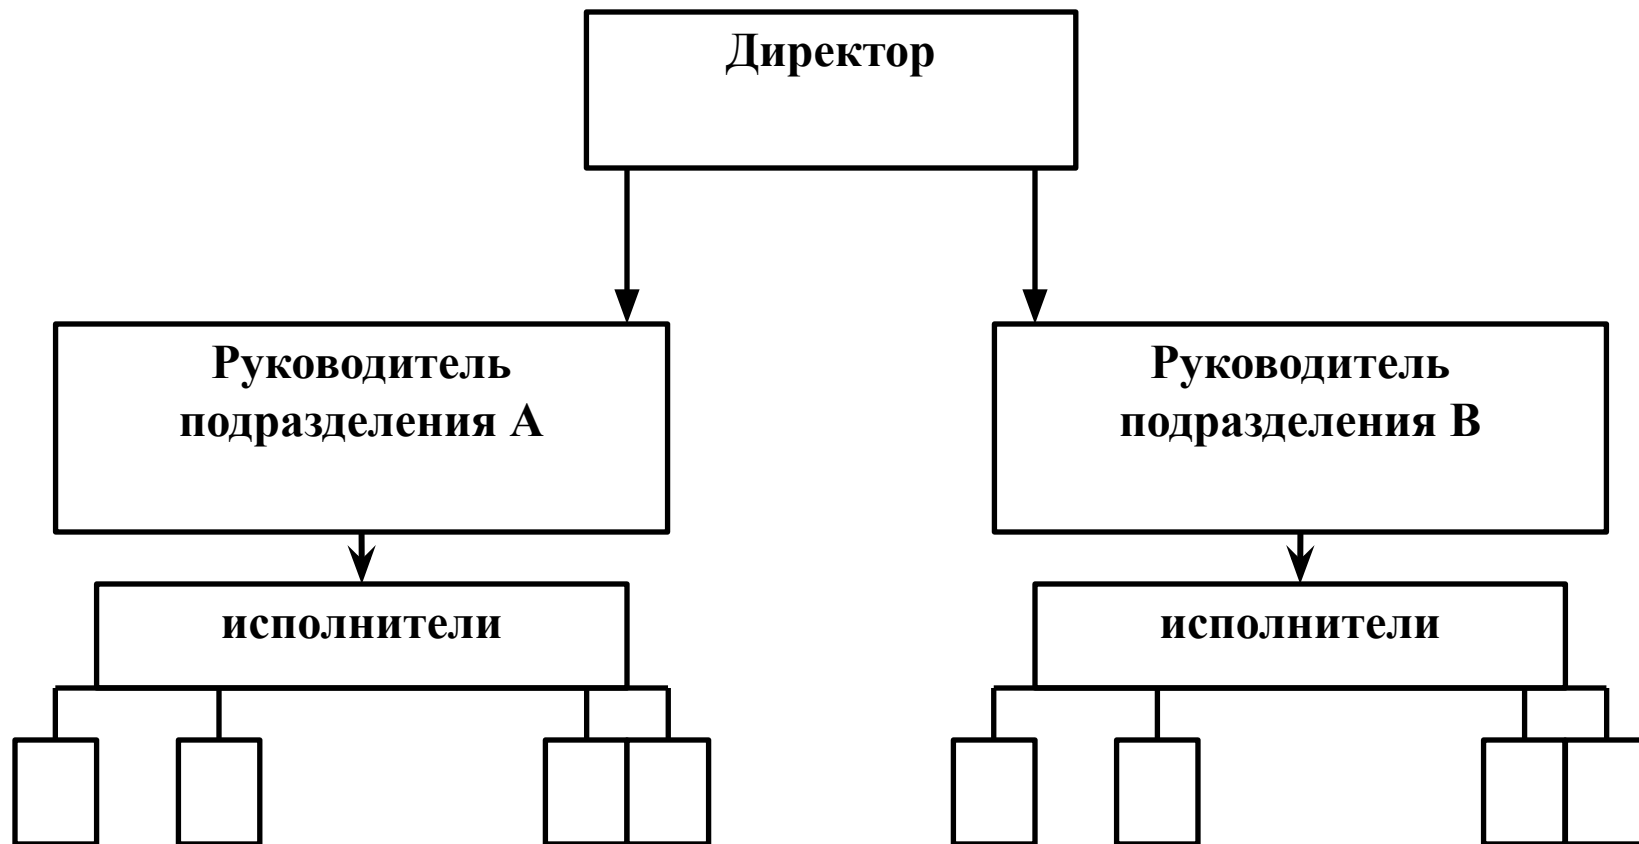 Директор
Руководитель
подразделения А
Руководитель
подразделения В
исполнители
исполнители